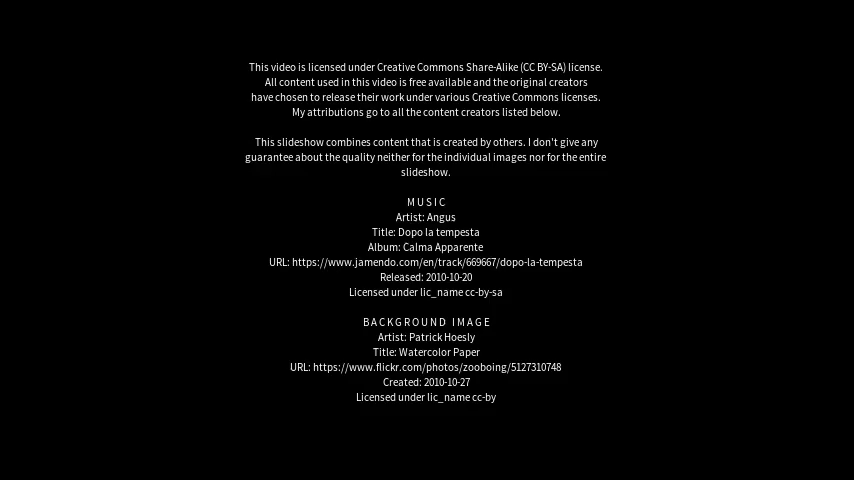 This video is licensed under Creative Commons Share-Alike (CC BY-SA) license.
All content used in this video is free available and the original creators
have chosen to release their work under various Creative Commons licenses.
My attributions go to all the content creators listed below.
This slideshow combines content that is created by others. I don't give any
guarantee about the quality neither for the individual images nor for the entire
slideshow.
MUSIC
Artist: Angus
Title: Dopo la tempesta
Album: Calma Apparente
URL: https://www.jamendo.com/en/track/669667/dopo-la-tempesta
Released: 2010-10-20
Licensed under lic_name cc-by-sa
BACKGROUND IMAGE
Artist: Patrick Hoesly
Title: Watercolor Paper
URL: https://www.flickr.com/photos/zooboing/5127310748
Created: 2010-10-27
Licensed under lic_name cc-by